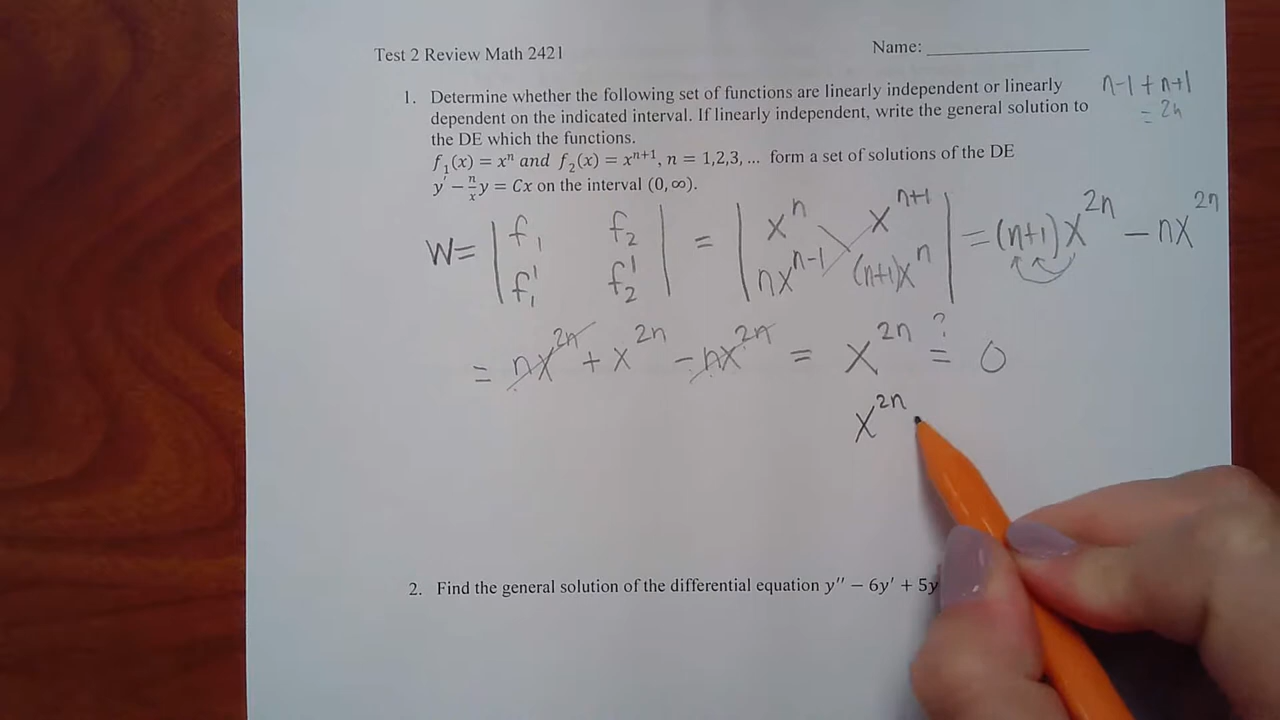 Test 2 Review Math 2421
Name: ____________
1. Determine whether the following set of functions are linearly independent or linearly
dependent on the indicated interval. If linearly independent, write the general solution to
the DE which the functions.
f₁(x) = xⁿ and f₂(x) = xⁿ⁺¹, n = 1,2,3, … form a set of solutions of the DE
y′ − n/x y = Cx on the interval (0, ∞).
n-1 + n+1
= 2n
W = | f₁ f₂ | = | xⁿ xⁿ⁺¹ | = (n+1)x²ⁿ − nx²ⁿ
| f₁' f₂' | | nxⁿ⁻¹ (n+1)xⁿ |
= nx²ⁿ + x²ⁿ − nx²ⁿ = x²ⁿ ?= 0
x²ⁿ
2. Find the general solution of the differential equation y′′ − 6y′ + 5y